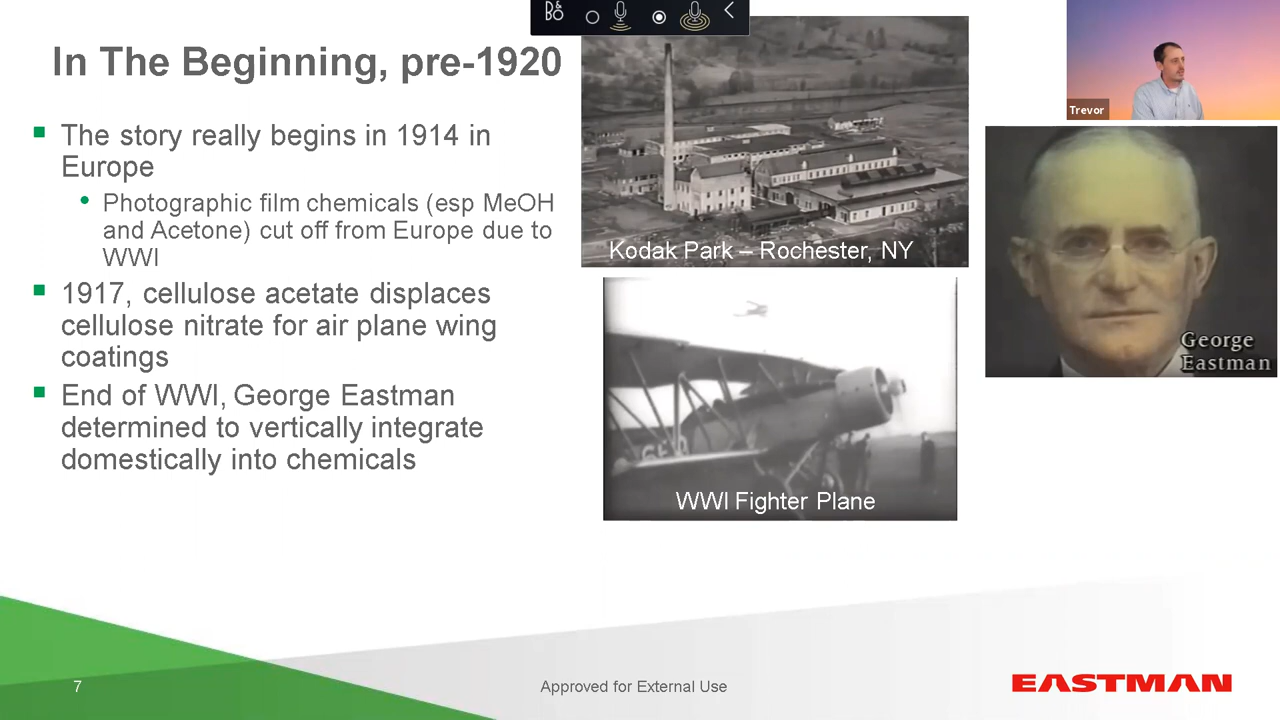 In The Beginning, pre-1920
The story really begins in 1914 in
Europe
Photographic film chemicals (esp MeOH
and Acetone) cut off from Europe due to
WWI
1917, cellulose acetate displaces
cellulose nitrate for air plane wing
coatings
End of WWI, George Eastman
determined to vertically integrate
domestically into chemicals
Kodak Park – Rochester, NY
WWI Fighter Plane
Trevor
George
Eastman
7
Approved for External Use
EASTMAN